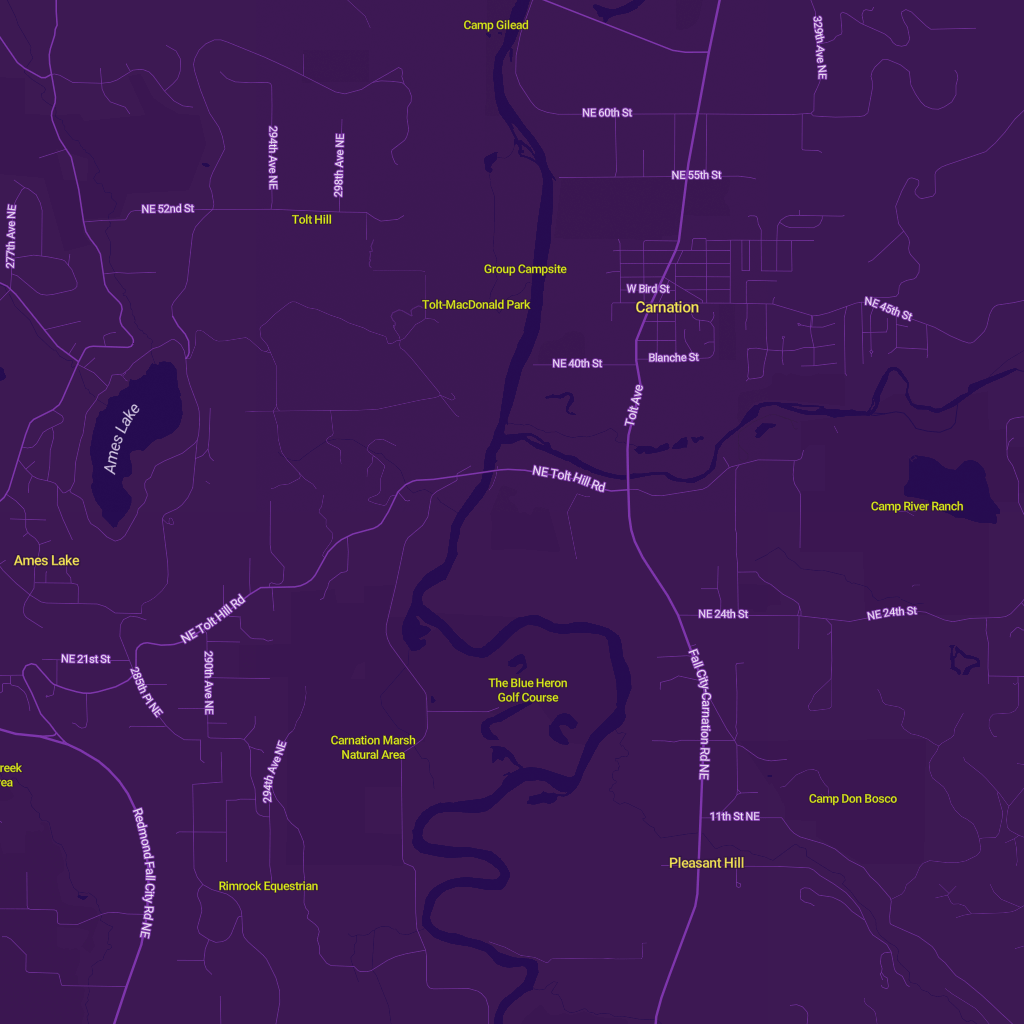 Camp Gilead
329th Ave NE
NE 60th St
294th Ave NE
298th Ave NE
NE 55th St
277th Ave NE
NE 52nd St
Tolt Hill
Group Campsite
W Bird St
Tolt-MacDonald Park
Carnation
NE 45th St
NE 40th St
Blanche St
Tolt Ave
Ames Lake
NE Tolt Hill Rd
Camp River Ranch
Ames Lake
NE Tolt Hill Rd
NE 24th St
NE 24th St
NE 21st St
285th Pl NE
290th Ave NE
The Blue Heron
Golf Course
Fall City-Carnation Rd NE
Carnation Marsh
Natural Area
294th Ave NE
reek
rea
Camp Don Bosco
11th St NE
Redmond Fall City Rd NE
Pleasant Hill
Rimrock Equestrian